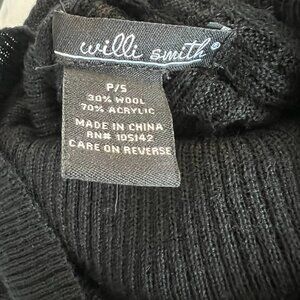 willi smith®
P/S
30% WOOL
70% ACRYLIC
MADE IN CHINA
RN# 105142
CARE ON REVERSE